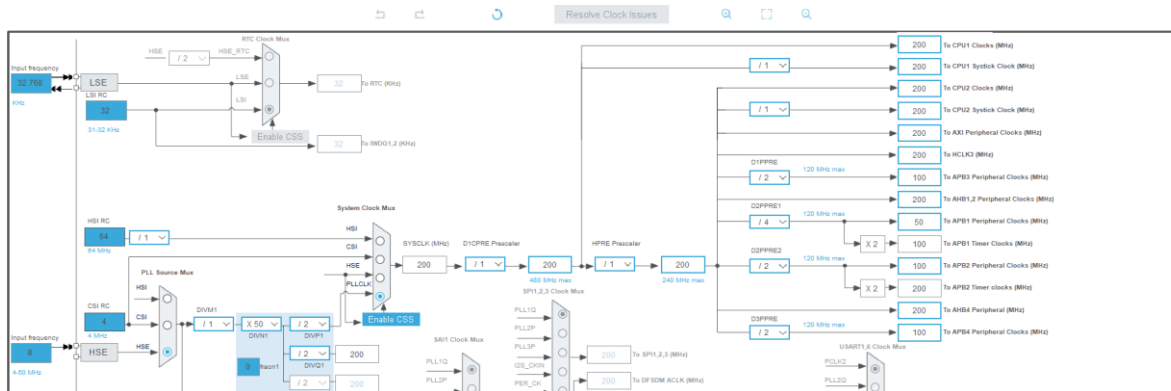 Resolve Clock Issues
RTC Clock Mux
HSE
/ 2
HSE_RTC
Input frequency
32.768
KHz
LSE
LSE
32
To RTC (KHz)
LSI RC
32
31-32 KHz
LSI
Enable CSS
32
To IWDG1,2 (KHz)
System Clock Mux
HSI RC
64
64 MHz
/ 1
HSI
CSI
HSE
PLLCLK
Enable CSS
SYSCLK (MHz)
200
D1CPRE Prescaler
/ 1
200
480 MHz max
HPRE Prescaler
/ 1
200
240 MHz max
PLL Source Mux
HSI
CSI RC
4
4 MHz
CSI
Input frequency
8
4-50 MHz
HSE
HSE
DIVM1
/ 1
X 50
DIVN1
/ 2
DIVP1
0
fracn1
/ 2
200
DIVQ1
/ 2
200
SAI1 Clock Mux
PLL1Q
PLL2P
SPI1,2,3 Clock Mux
PLL1Q
PLL2P
PLL3P
I2S_CKIN
PER_CK
200
To SPI1,2,3 (MHz)
200
To DFSDM ACLK (MHz)
200
To CPU1 Clocks (MHz)
/ 1
200
To CPU1 Systick Clock (MHz)
200
To CPU2 Clocks (MHz)
/ 1
200
To CPU2 Systick Clock (MHz)
200
To AXI Peripheral Clocks (MHz)
200
To HCLK3 (MHz)
D1PPRE
/ 2
120 MHz max
100
To APB3 Peripheral Clocks (MHz)
200
To AHB1,2 Peripheral Clocks (MHz)
D2PPRE1
/ 4
120 MHz max
50
To APB1 Peripheral Clocks (MHz)
X 2
100
To APB1 Timer Clocks (MHz)
D2PPRE2
/ 2
120 MHz max
100
To APB2 Peripheral Clocks (MHz)
X 2
200
To APB2 Timer clocks (MHz)
200
To AHB4 Peripheral (MHz)
D3PPRE
/ 2
120 MHz max
100
To APB4 Peripheral Clocks (MHz)
USART1,6 Clock Mux
PCLK2
PLL2Q